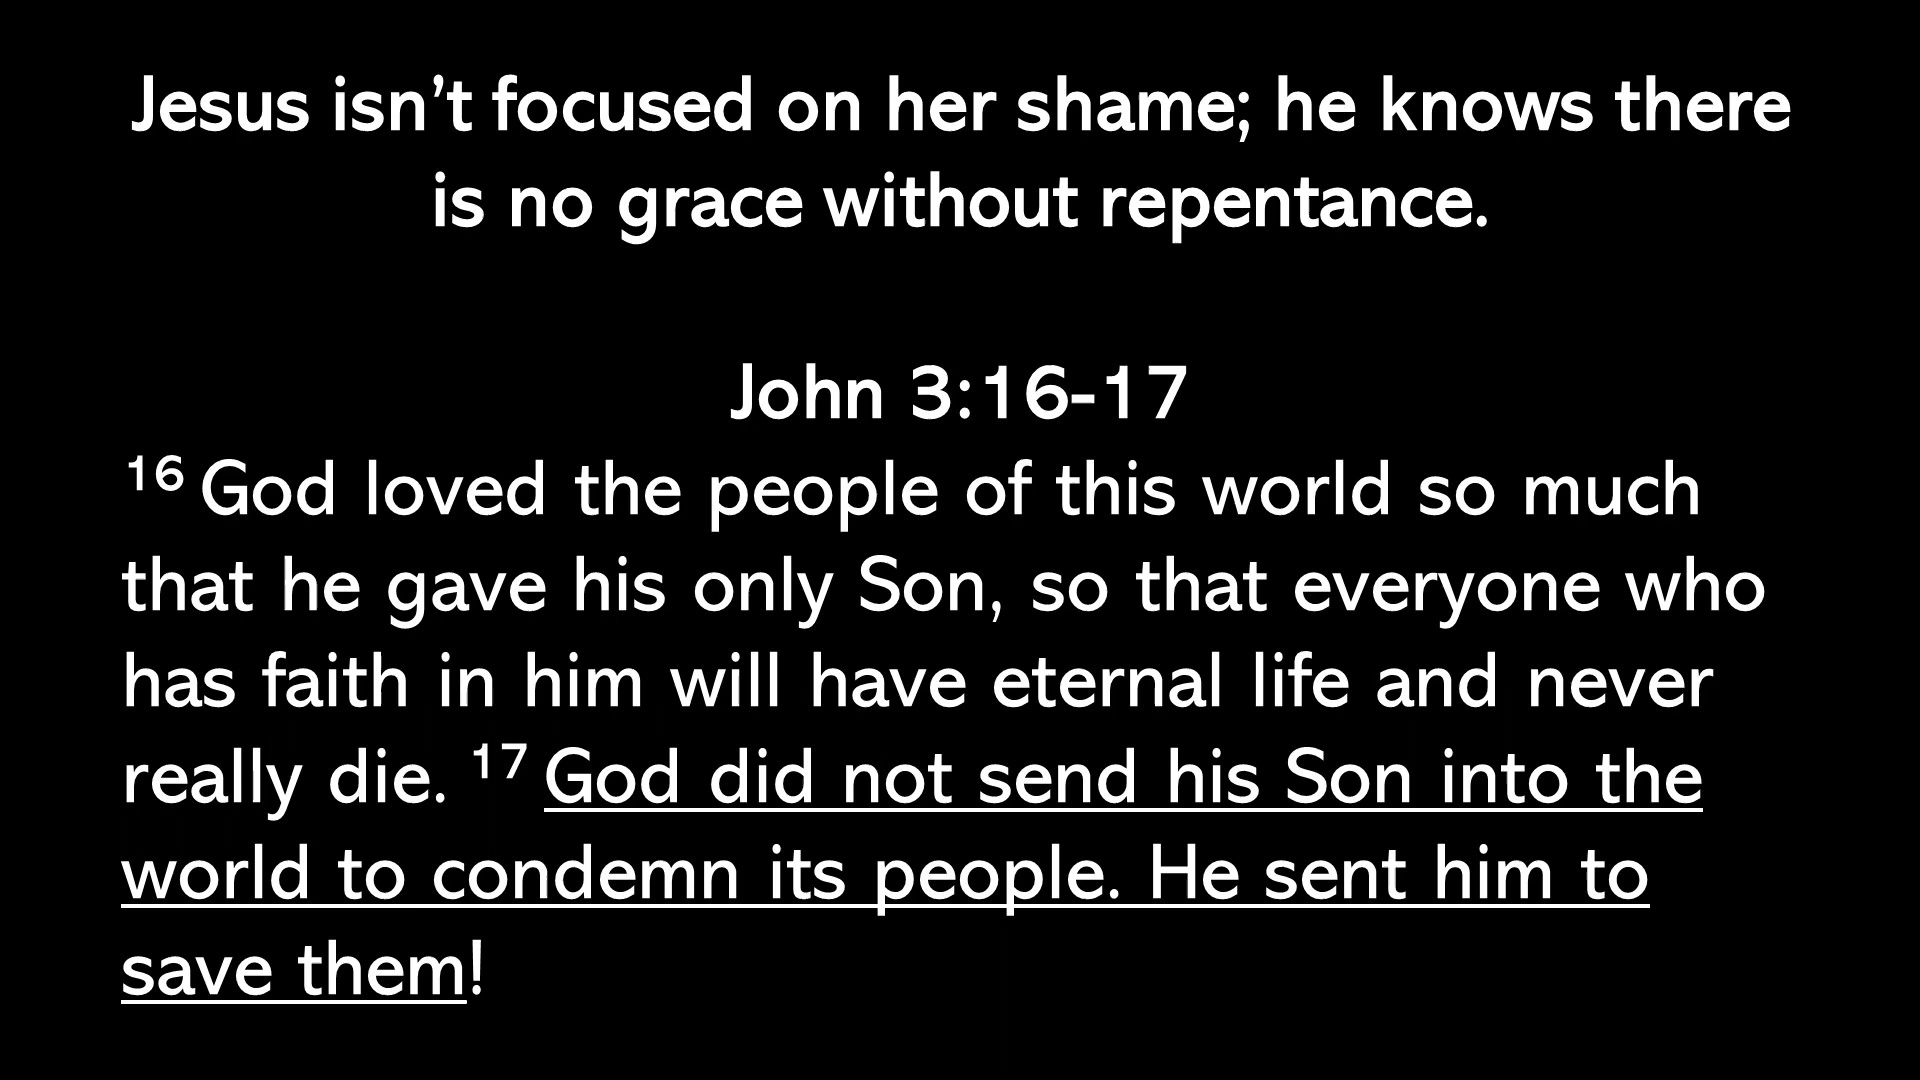 Jesus isn’t focused on her shame; he knows there
is no grace without repentance.
John 3:16-17
16 God loved the people of this world so much
that he gave his only Son, so that everyone who
has faith in him will have eternal life and never
really die. 17 God did not send his Son into the
world to condemn its people. He sent him to
save them!